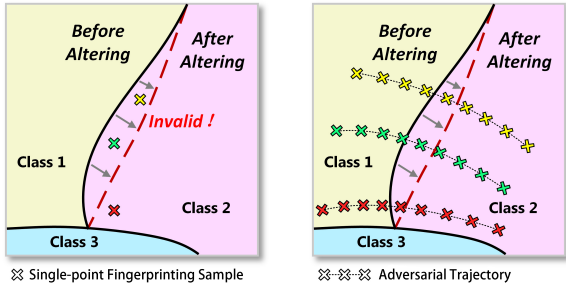 Before
Altering
After
Altering
Invalid !
Class 1
Class 2
Class 3
Single-point Fingerprinting Sample
Before
Altering
After
Altering
Class 1
Class 2
Class 3
Adversarial Trajectory